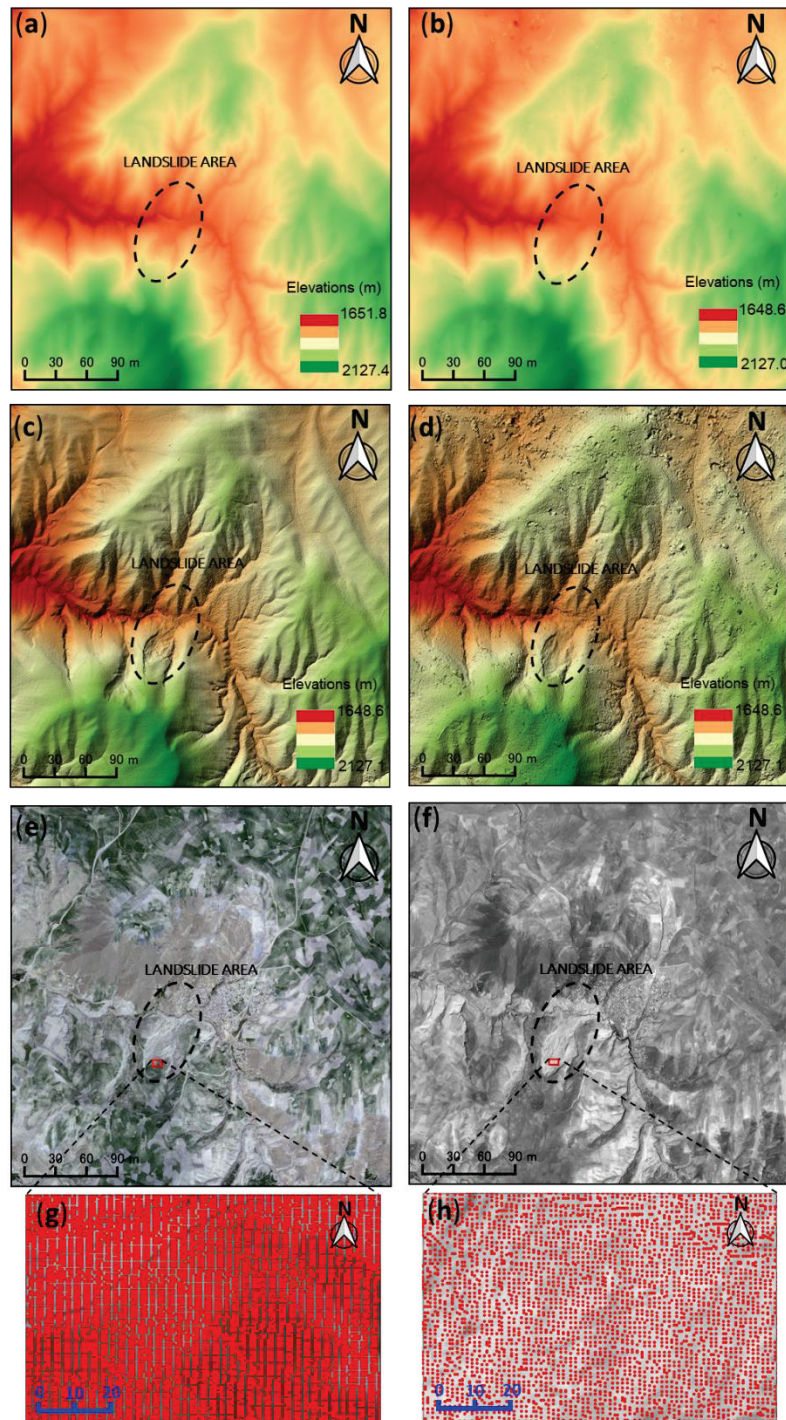 (a)
N
LANDSLIDE AREA
Elevations (m)
1651.8
2127.4
0 30 60 90 m
(b)
N
LANDSLIDE AREA
Elevations (m)
1648.6
2127.0
0 30 60 90 m
(c)
N
LANDSLIDE AREA
Elevations (m)
1648.6
2127.1
0 30 60 90 m
(d)
N
LANDSLIDE AREA
Elevations (m)
1648.6
2127.1
0 30 60 90 m
(e)
N
LANDSLIDE AREA
0 30 60 90 m
(f)
N
LANDSLIDE AREA
0 30 60 90 m
(g)
N
0 10 20
(h)
N
0 10 20